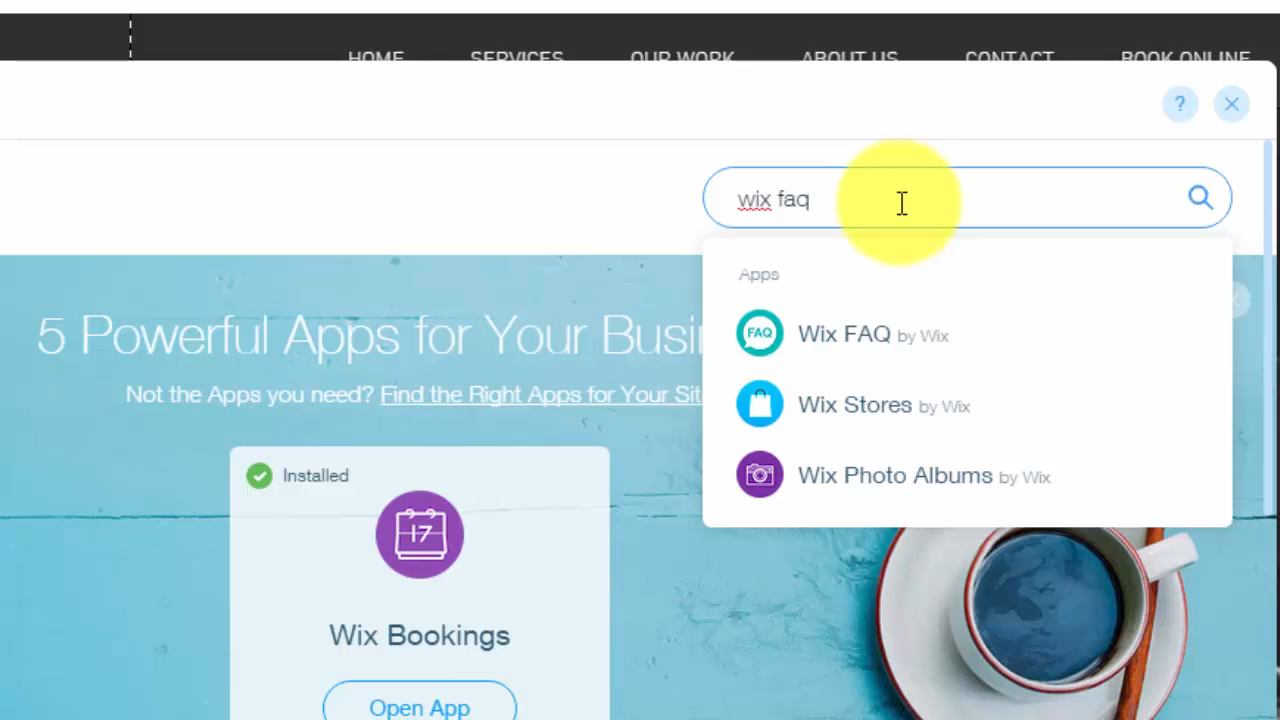 HOME SERVICES OUR WORK ABOUT US CONTACT BOOK ONLINE
?
wix faq
Apps
FAQ Wix FAQ by Wix
Wix Stores by Wix
Wix Photo Albums by Wix
5 Powerful Apps for Your Busi
Not the Apps you need? Find the Right Apps for Your Sit
Installed
17
Wix Bookings
Open App